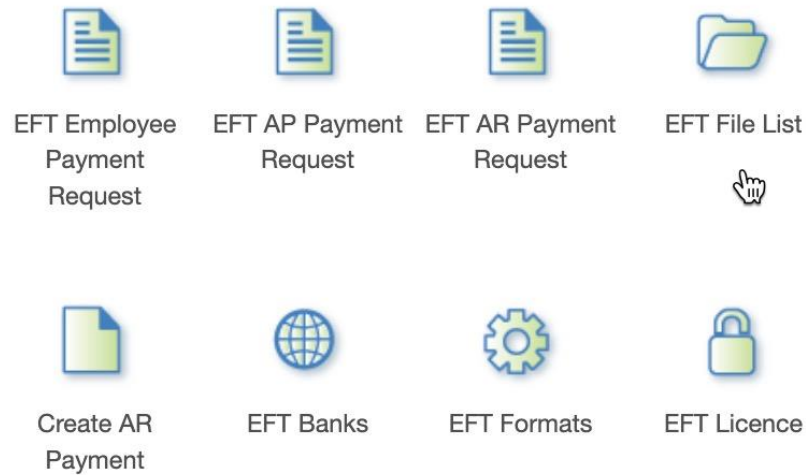 EFT Employee
Payment
Request
EFT AP Payment
Request
EFT AR Payment
Request
EFT File List
Create AR
Payment
EFT Banks
EFT Formats
EFT Licence